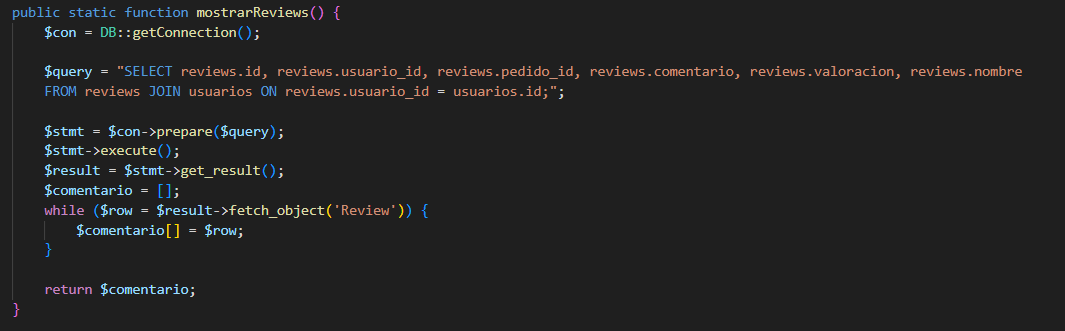 public static function mostrarReviews() {
    $con = DB::getConnection();

    $query = "SELECT reviews.id, reviews.usuario_id, reviews.pedido_id, reviews.comentario, reviews.valoracion, reviews.nombre
    FROM reviews JOIN usuarios ON reviews.usuario_id = usuarios.id;";

    $stmt = $con->prepare($query);
    $stmt->execute();
    $result = $stmt->get_result();
    $comentario = [];
    while ($row = $result->fetch_object('Review')) {
        $comentario[] = $row;
    }

    return $comentario;
}